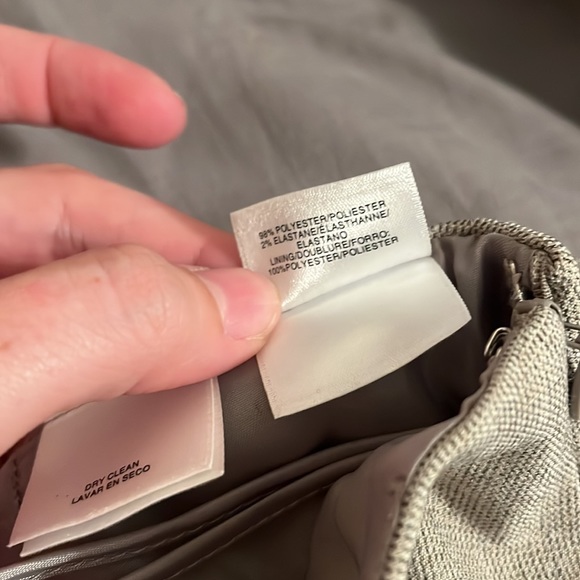 98% POLYESTER/POLIESTER
2% ELASTANE/ELASTHANNE/
ELASTANO
LINING/DOUBLURE/FORRO:
100%POLYESTER/POLIESTER
DRY CLEAN
LAVAR EN SECO